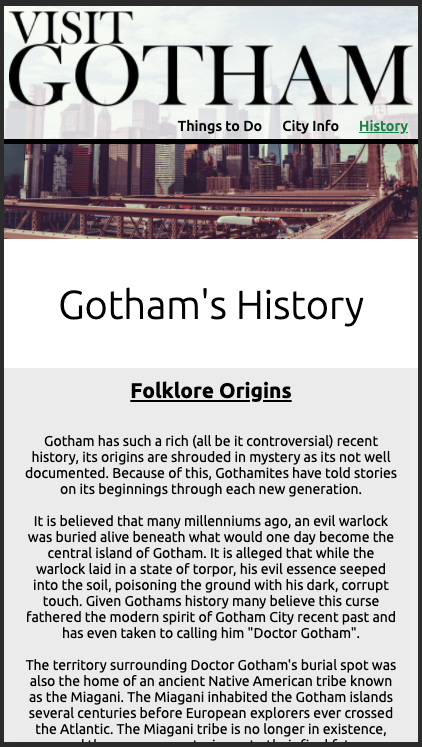 VISIT
GOTHAM
Things to Do City Info History
Gotham's History
Folklore Origins
Gotham has such a rich (all be it controversial) recent
history, its origins are shrouded in mystery as its not well
documented. Because of this, Gothamites have told stories
on its beginnings through each new generation.
It is believed that many millenniums ago, an evil warlock
was buried alive beneath what would one day become the
central island of Gotham. It is alleged that while the
warlock laid in a state of torpor, his evil essence seeped
into the soil, poisoning the ground with his dark, corrupt
touch. Given Gothams history many believe this curse
fathered the modern spirit of Gotham City recent past and
has even taken to calling him "Doctor Gotham".
The territory surrounding Doctor Gotham's burial spot was
also the home of an ancient Native American tribe known
as the Miagani. The Miagani inhabited the Gotham islands
several centuries before European explorers ever crossed
the Atlantic. The Miagani tribe is no longer in existence,